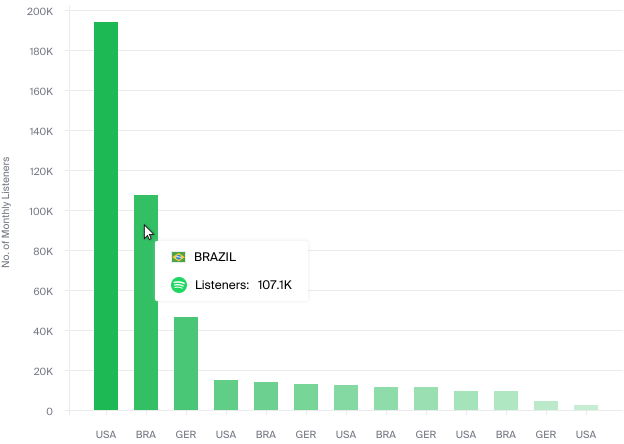 No. of Monthly Listeners
200K
180K
160K
140K
120K
100K
80K
60K
40K
20K
0
BRAZIL
Listeners: 107.1K
USA BRA GER USA BRA GER USA BRA GER USA BRA GER USA